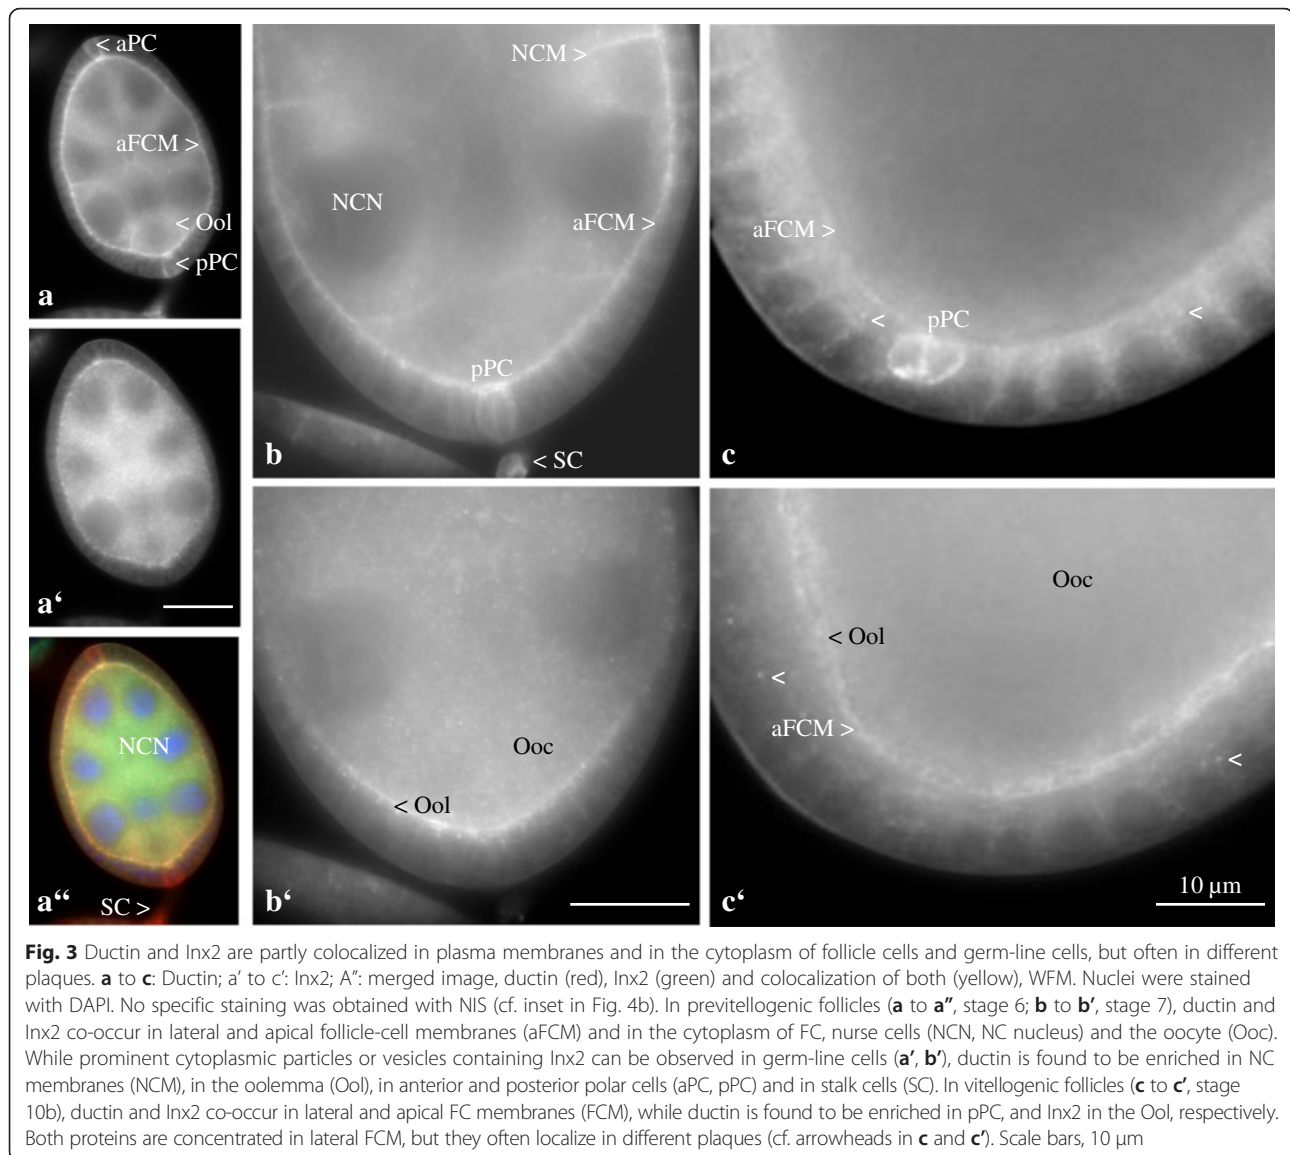 < aPC
aFCM >
< Ool
< pPC
a
a‘
NCN
SC >
a“
NCM >
NCN
aFCM >
pPC
< SC
b
Ooc
< Ool
b‘
aFCM >
<
pPC
<
c
Ooc
< Ool
<
aFCM >
<
10 µm
c‘
Fig. 3 Ductin and Inx2 are partly colocalized in plasma membranes and in the cytoplasm of follicle cells and germ-line cells, but often in different
plaques. a to c: Ductin; a’ to c’: Inx2; A”: merged image, ductin (red), Inx2 (green) and colocalization of both (yellow), WFM. Nuclei were stained
with DAPI. No specific staining was obtained with NIS (cf. inset in Fig. 4b). In previtellogenic follicles (a to a”, stage 6; b to b’, stage 7), ductin and
Inx2 co-occur in lateral and apical follicle-cell membranes (aFCM) and in the cytoplasm of FC, nurse cells (NCN, NC nucleus) and the oocyte (Ooc).
While prominent cytoplasmic particles or vesicles containing Inx2 can be observed in germ-line cells (a’, b’), ductin is found to be enriched in NC
membranes (NCM), in the oolemma (Ool), in anterior and posterior polar cells (aPC, pPC) and in stalk cells (SC). In vitellogenic follicles (c to c’, stage
10b), ductin and Inx2 co-occur in lateral and apical FC membranes (FCM), while ductin is found to be enriched in pPC, and Inx2 in the Ool, respectively.
Both proteins are concentrated in lateral FCM, but they often localize in different plaques (cf. arrowheads in c and c’). Scale bars, 10 µm